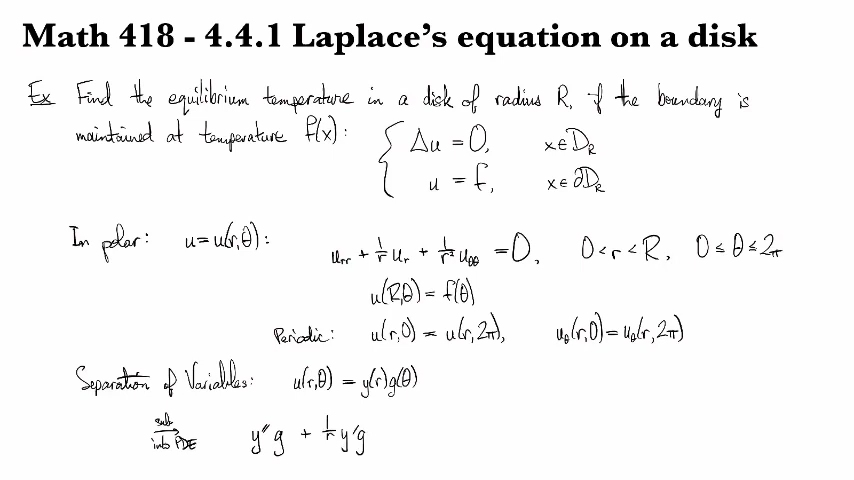 Math 418 - 4.4.1 Laplace's equation on a disk
Ex Find the equilibrium temperature in a disk of radius R, if the boundary is
maintained at temperature f(x): { Δu = 0, x ∈ D_R
u = f, x ∈ ∂D_R
In polar: u = u(r,θ): u_rr + 1/r u_r + 1/r² u_θθ = 0, 0 < r < R, 0 ≤ θ ≤ 2π
u(R,θ) = f(θ)
Periodic: u(r,0) = u(r,2π), u_θ(r,0) = u_θ(r,2π)
Separation of Variables: u(r,θ) = y(r)g(θ)
sub
into PDE → y''g + 1/r y'g